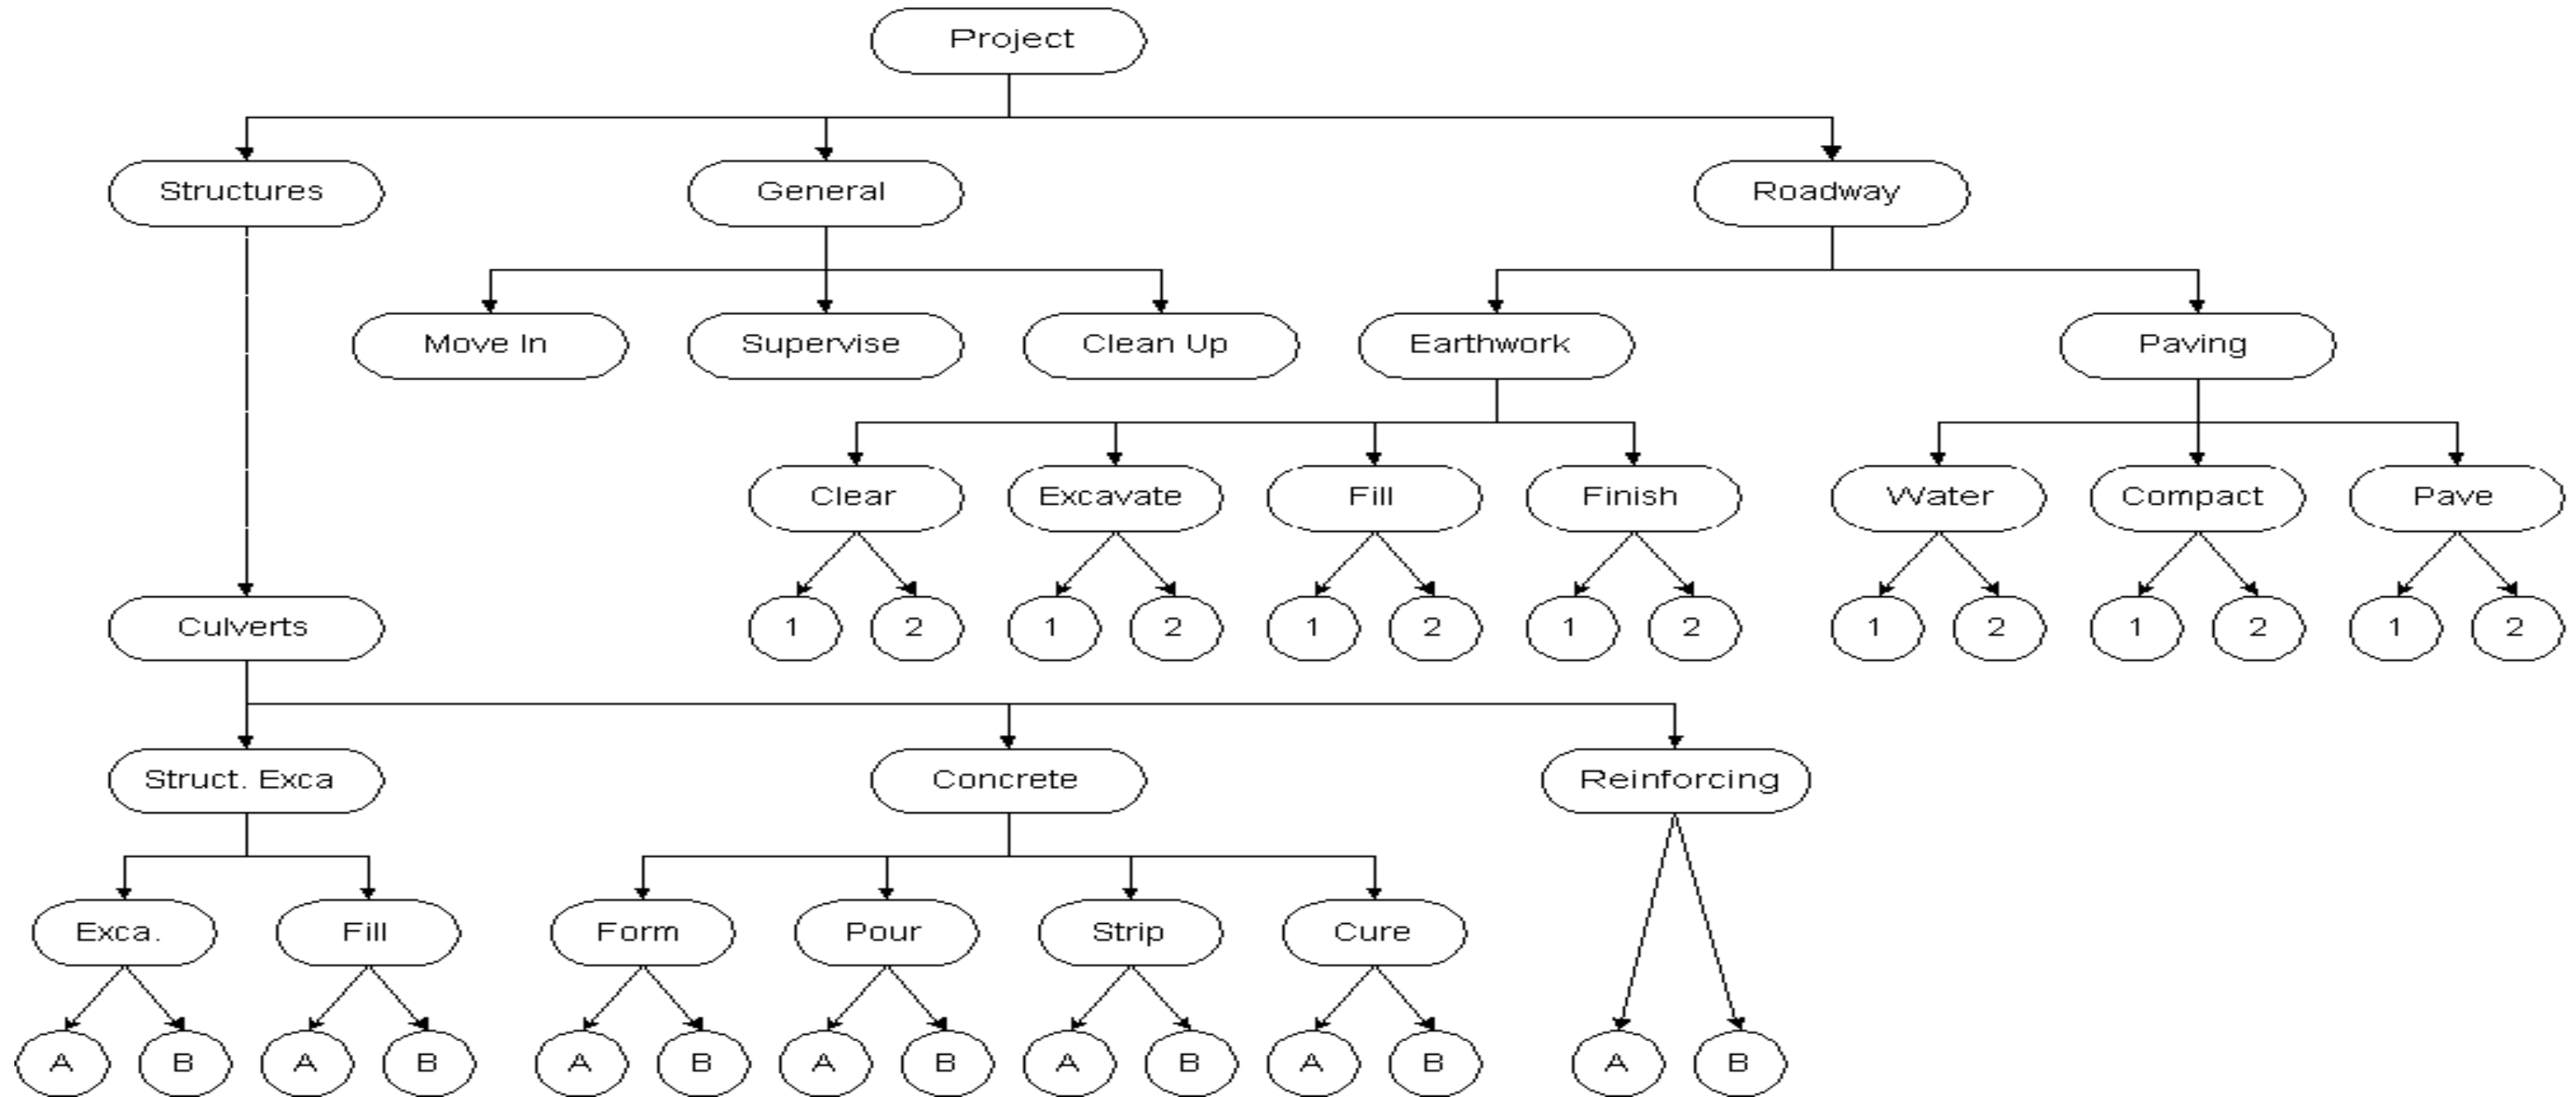 Project
Structures General Roadway
Move In Supervise Clean Up Earthwork Paving
Clear Excavate Fill Finish Water Compact Pave
Culverts 1 2 1 2 1 2 1 2 1 2 1 2 1 2
Struct. Exca Concrete Reinforcing
Exca. Fill Form Pour Strip Cure
A B A B A B A B A B A B A B